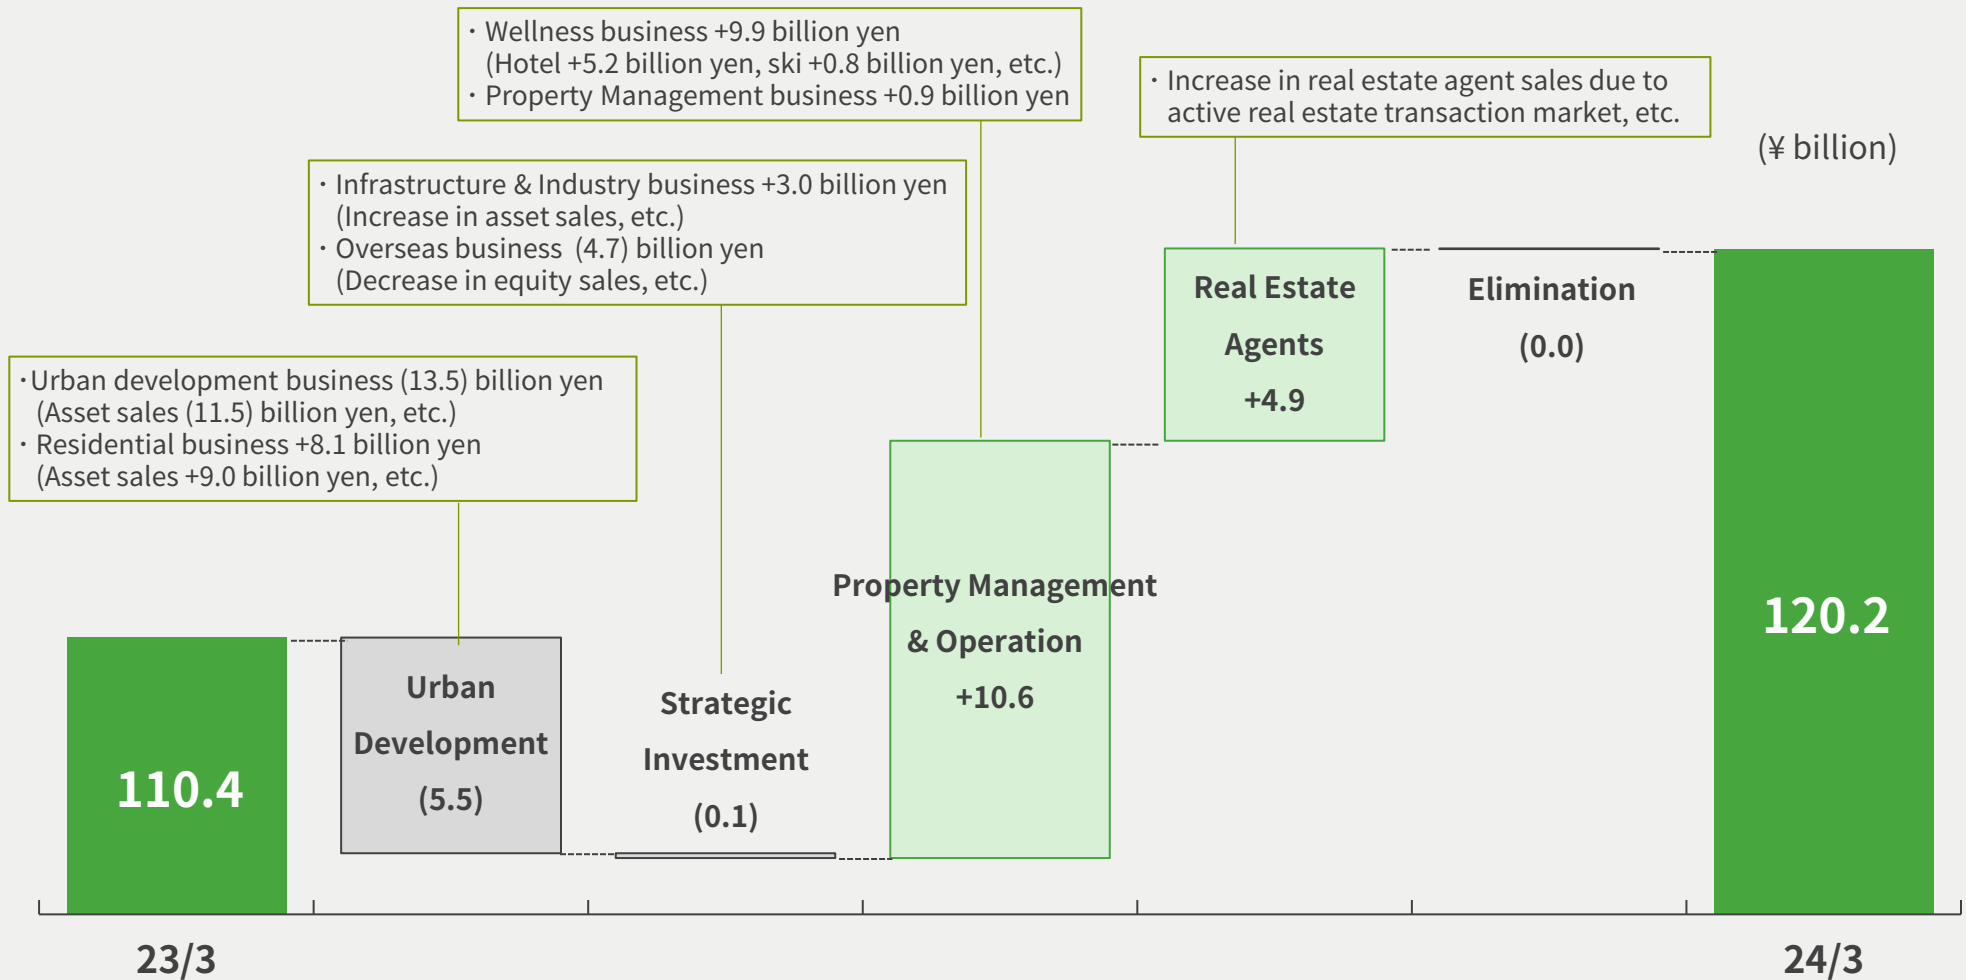 · Wellness business +9.9 billion yen
(Hotel +5.2 billion yen, ski +0.8 billion yen, etc.)
· Property Management business +0.9 billion yen
· Increase in real estate agent sales due to
active real estate transaction market, etc.
(¥ billion)
· Infrastructure & Industry business +3.0 billion yen
(Increase in asset sales, etc.)
· Overseas business (4.7) billion yen
(Decrease in equity sales, etc.)
·Urban development business (13.5) billion yen
(Asset sales (11.5) billion yen, etc.)
· Residential business +8.1 billion yen
(Asset sales +9.0 billion yen, etc.)
110.4
Urban
Development
(5.5)
Strategic
Investment
(0.1)
Property Management
& Operation
+10.6
Real Estate
Agents
+4.9
Elimination
(0.0)
120.2
23/3
24/3